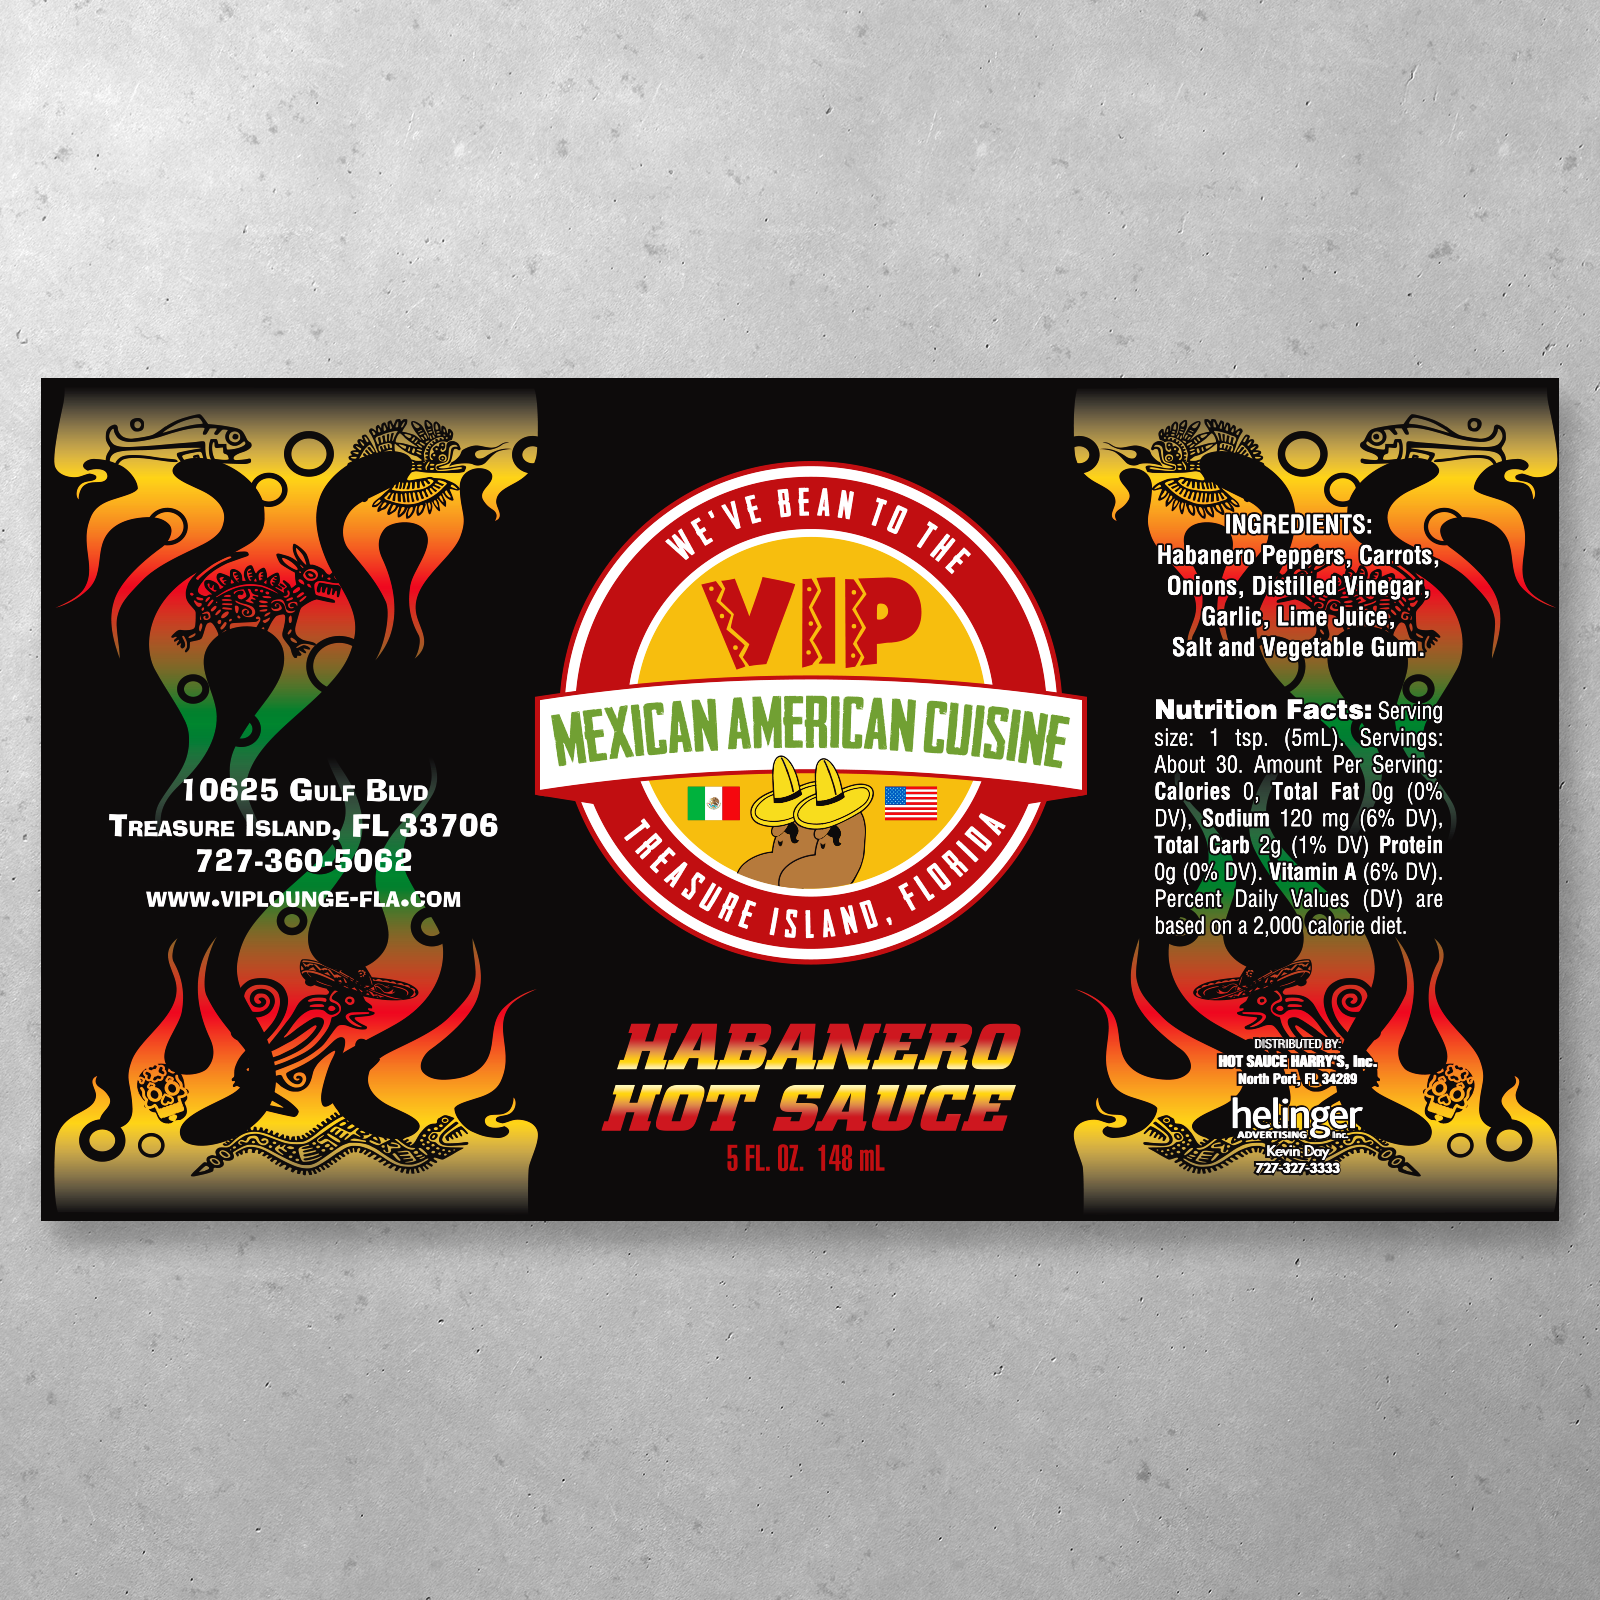 10625 Gulf Blvd
Treasure Island, FL 33706
727-360-5062
www.viplounge-fla.com
WE'VE BEAN TO THE
VIP
MEXICAN AMERICAN CUISINE
TREASURE ISLAND, FLORIDA
HABANERO
HOT SAUCE
5 FL. OZ. 148 mL
INGREDIENTS:
Habanero Peppers, Carrots,
Onions, Distilled Vinegar,
Garlic, Lime Juice,
Salt and Vegetable Gum.
Nutrition Facts: Serving
size: 1 tsp. (5mL). Servings:
About 30. Amount Per Serving:
Calories 0, Total Fat 0g (0%
DV), Sodium 120 mg (6% DV),
Total Carb 2g (1% DV) Protein
0g (0% DV). Vitamin A (6% DV).
Percent Daily Values (DV) are
based on a 2,000 calorie diet.
DISTRIBUTED BY:
HOT SAUCE HARRY'S, Inc.
North Port, FL 34289
helinger
ADVERTISING Inc.
Kevin Day
727-327-3333